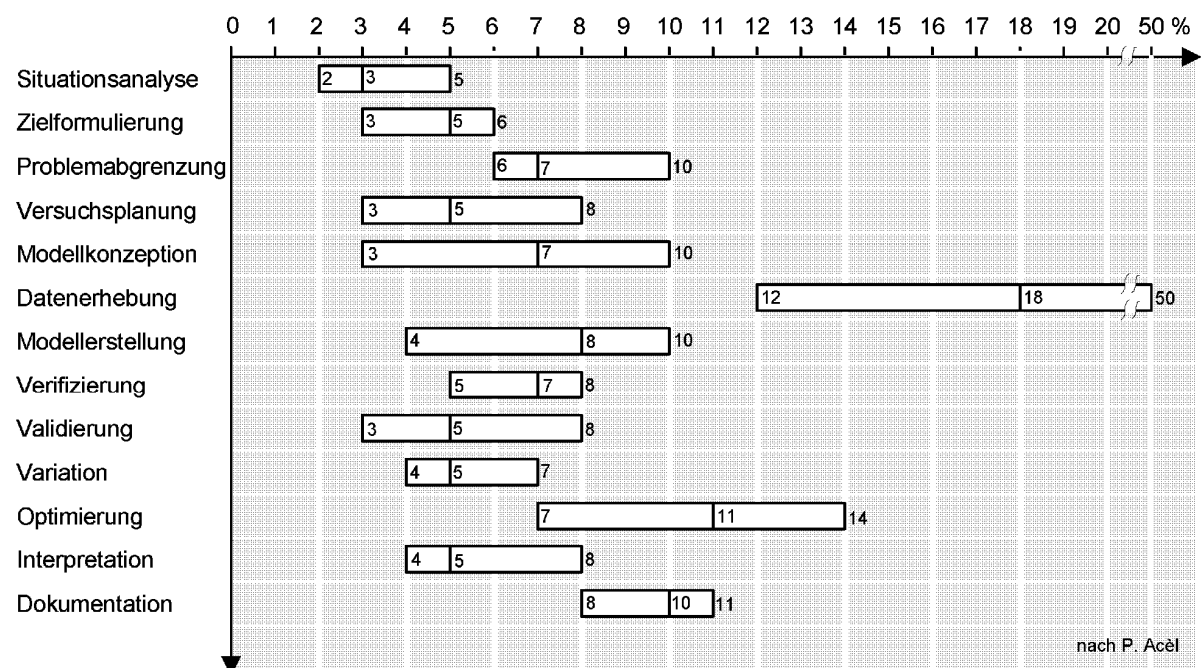 0 1 2 3 4 5 6 7 8 9 10 11 12 13 14 15 16 17 18 19 20 50 %
Situationsanalyse 2 3 5
Zielformulierung 3 5 6
Problemabgrenzung 6 7 10
Versuchsplanung 3 5 8
Modellkonzeption 3 7 10
Datenerhebung 12 18 50
Modellerstellung 4 8 10
Verifizierung 5 7 8
Validierung 3 5 8
Variation 4 5 7
Optimierung 7 11 14
Interpretation 4 5 8
Dokumentation 8 10 11
nach P. Acèl